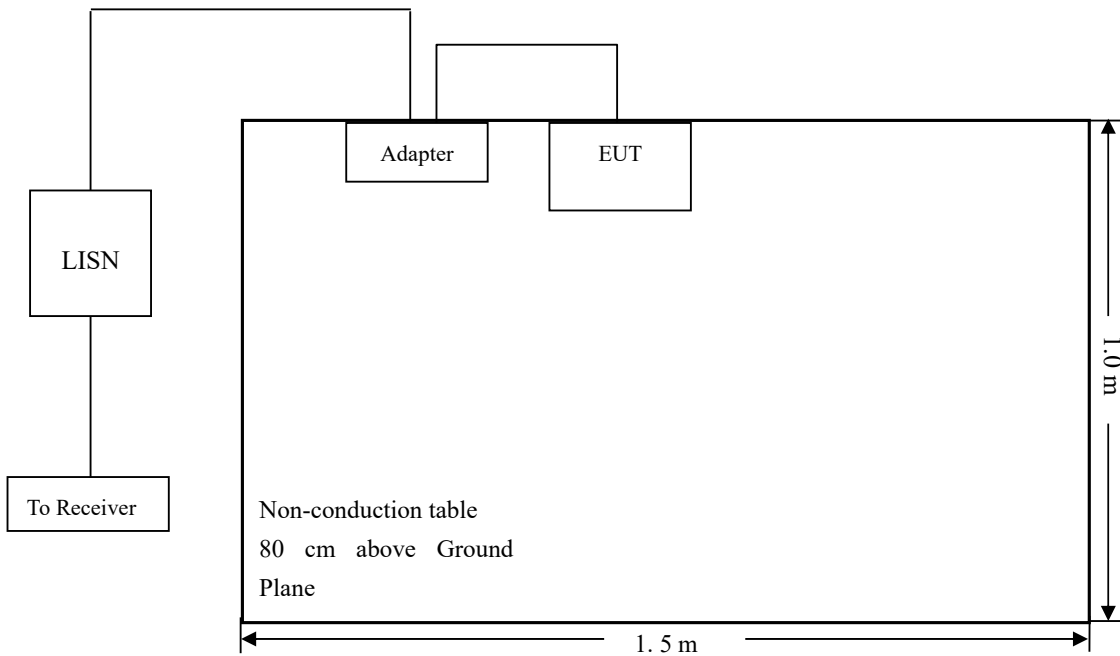 Adapter
EUT
LISN
To Receiver
Non-conduction table
80 cm above Ground
Plane
1.0 m
1. 5 m